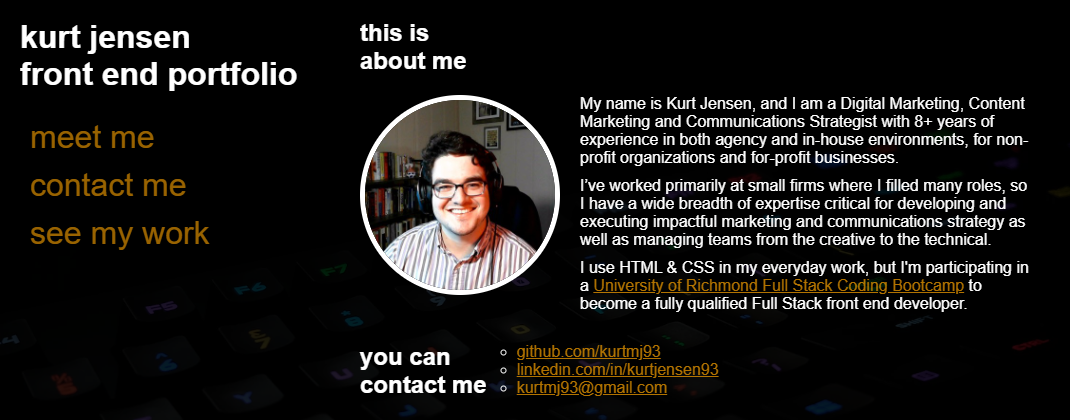 kurt jensen
front end portfolio
meet me
contact me
see my work
this is
about me
My name is Kurt Jensen, and I am a Digital Marketing, Content
Marketing and Communications Strategist with 8+ years of
experience in both agency and in-house environments, for non-
profit organizations and for-profit businesses.
I've worked primarily at small firms where I filled many roles, so
I have a wide breadth of expertise critical for developing and
executing impactful marketing and communications strategy as
well as managing teams from the creative to the technical.
I use HTML & CSS in my everyday work, but I'm participating in
a University of Richmond Full Stack Coding Bootcamp to
become a fully qualified Full Stack front end developer.
you can
contact me
github.com/kurtmj93
linkedin.com/in/kurtjensen93
kurtmj93@gmail.com
F5
F6
F7